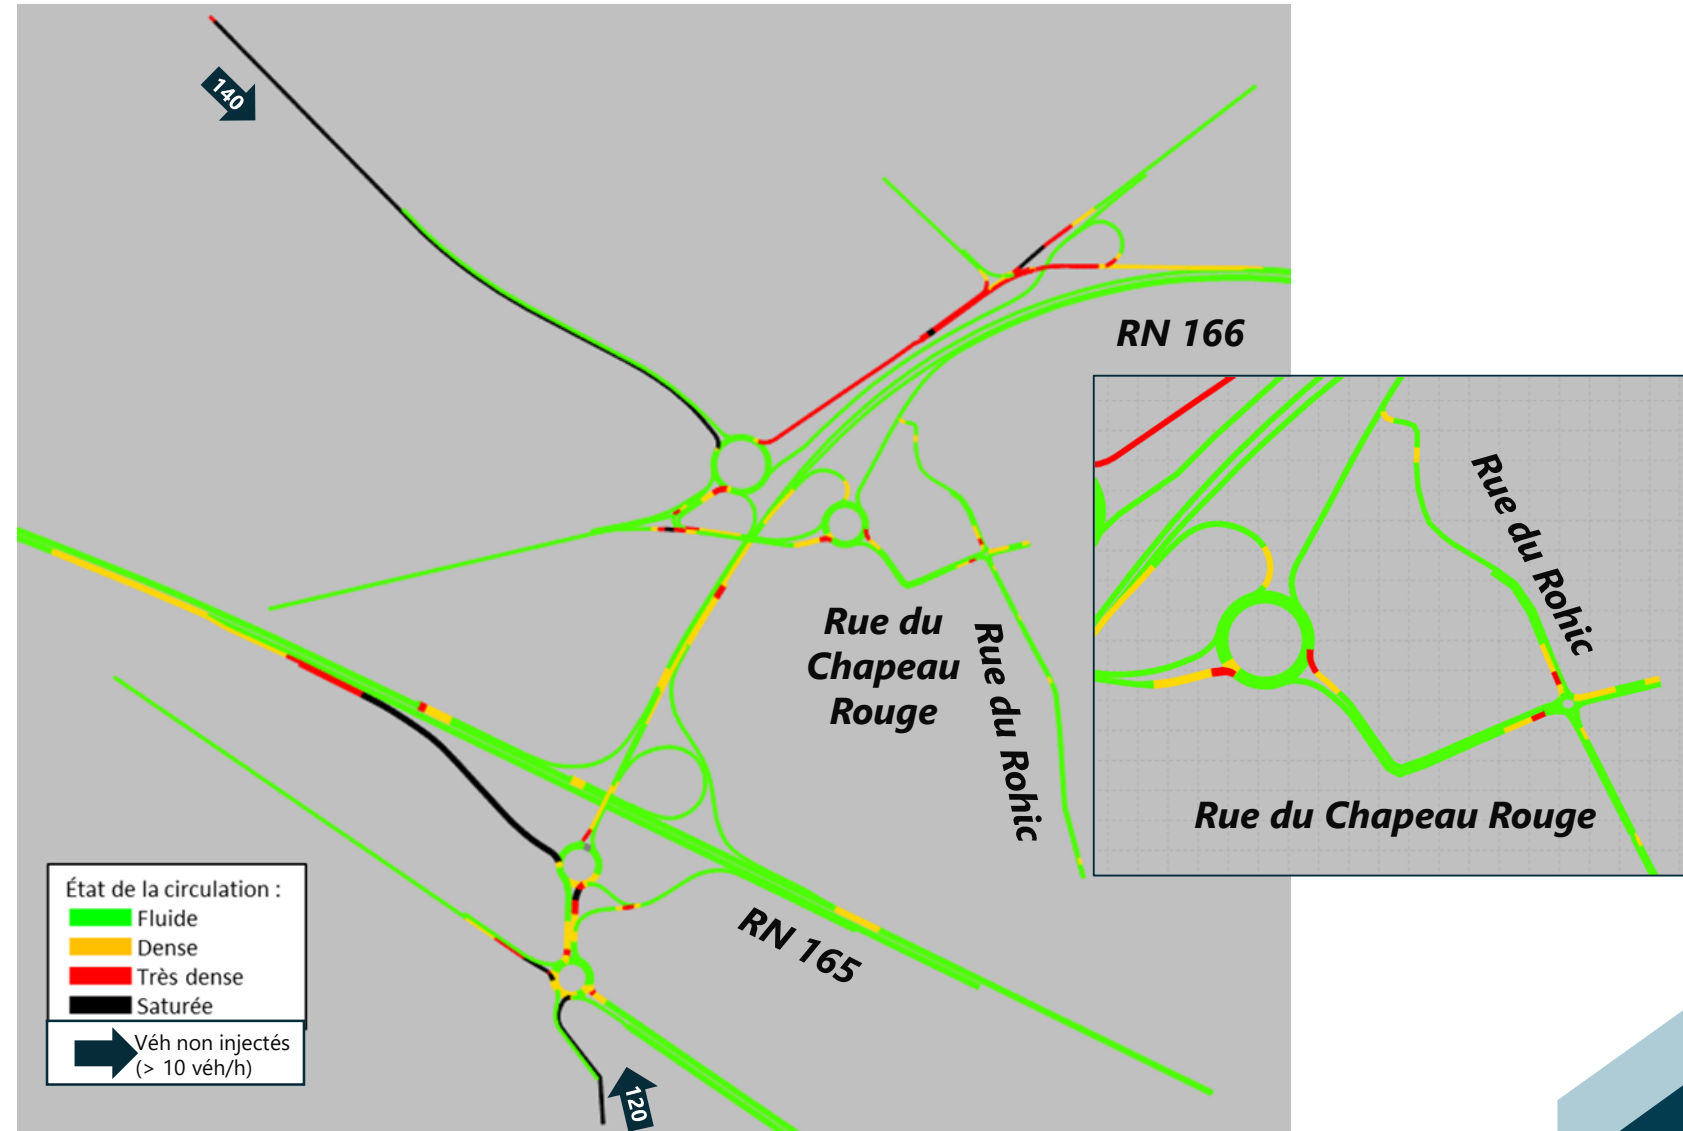 140
RN 166
Rue du Rohic
Rue du
Chapeau
Rouge
Rue du Rohic
Rue du Chapeau Rouge
RN 165
État de la circulation :
Fluide
Dense
Très dense
Saturée
Véh non injectés
(> 10 véh/h)
120